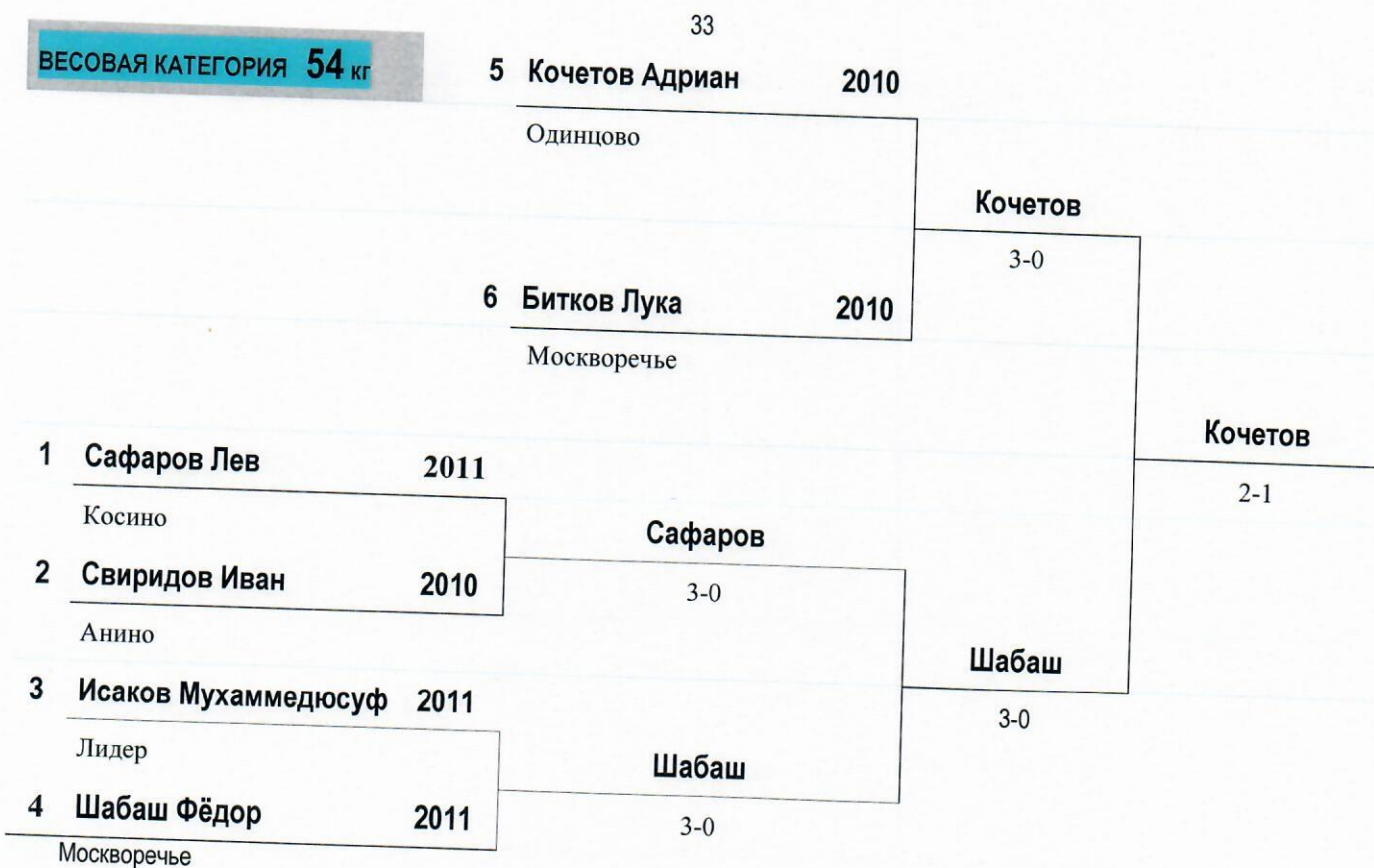 33
ВЕСОВАЯ КАТЕГОРИЯ 54 кг
5 Кочетов Адриан 2010
Одинцово
Кочетов
3-0
6 Битков Лука 2010
Москворечье
Кочетов
2-1
1 Сафаров Лев 2011
Косино
Сафаров
3-0
2 Свиридов Иван 2010
Анино
Шабаш
3-0
3 Исаков Мухаммедюсуф 2011
Лидер
Шабаш
3-0
4 Шабаш Фёдор 2011
Москворечье